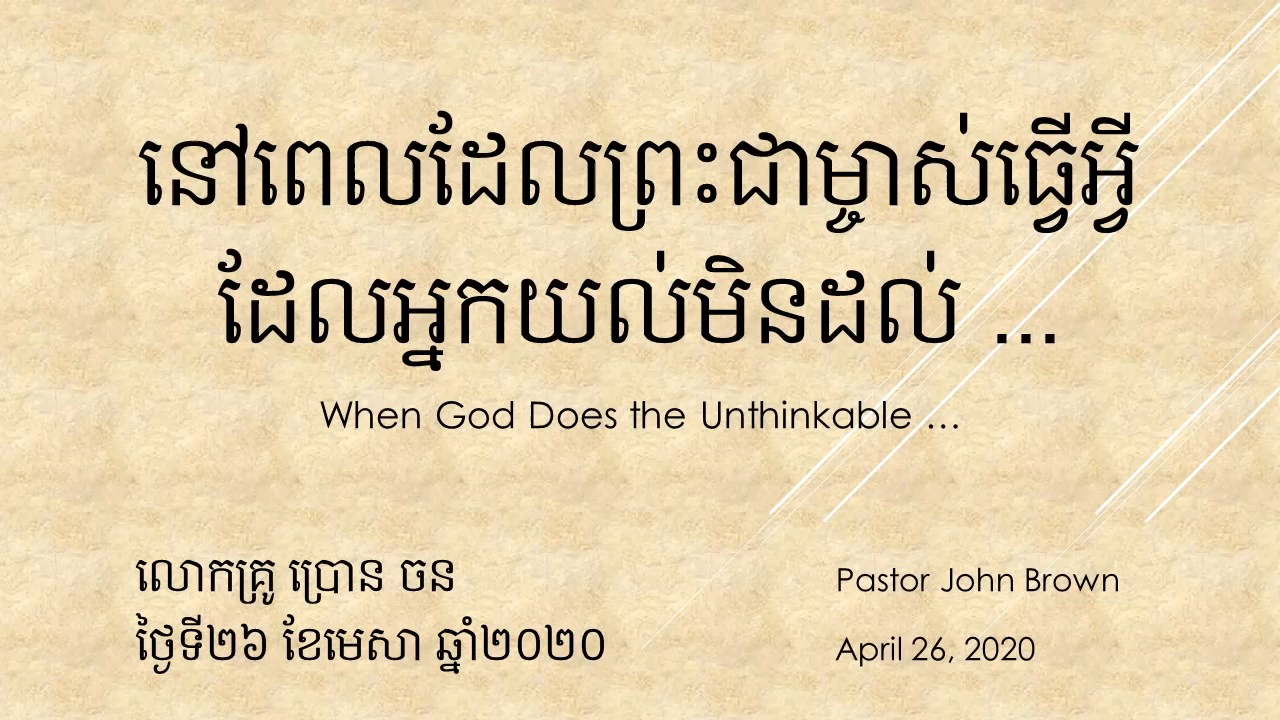 នៅពេលដែលព្រះជាម្ចាស់ធ្វើអ្វី
ដែលអ្នកយល់មិនដល់ ...
When God Does the Unthinkable ...
លោកគ្រូ ប្រោន ចន
Pastor John Brown
ថ្ងៃទី២៦ ខែមេសា ឆ្នាំ២០២០
April 26, 2020